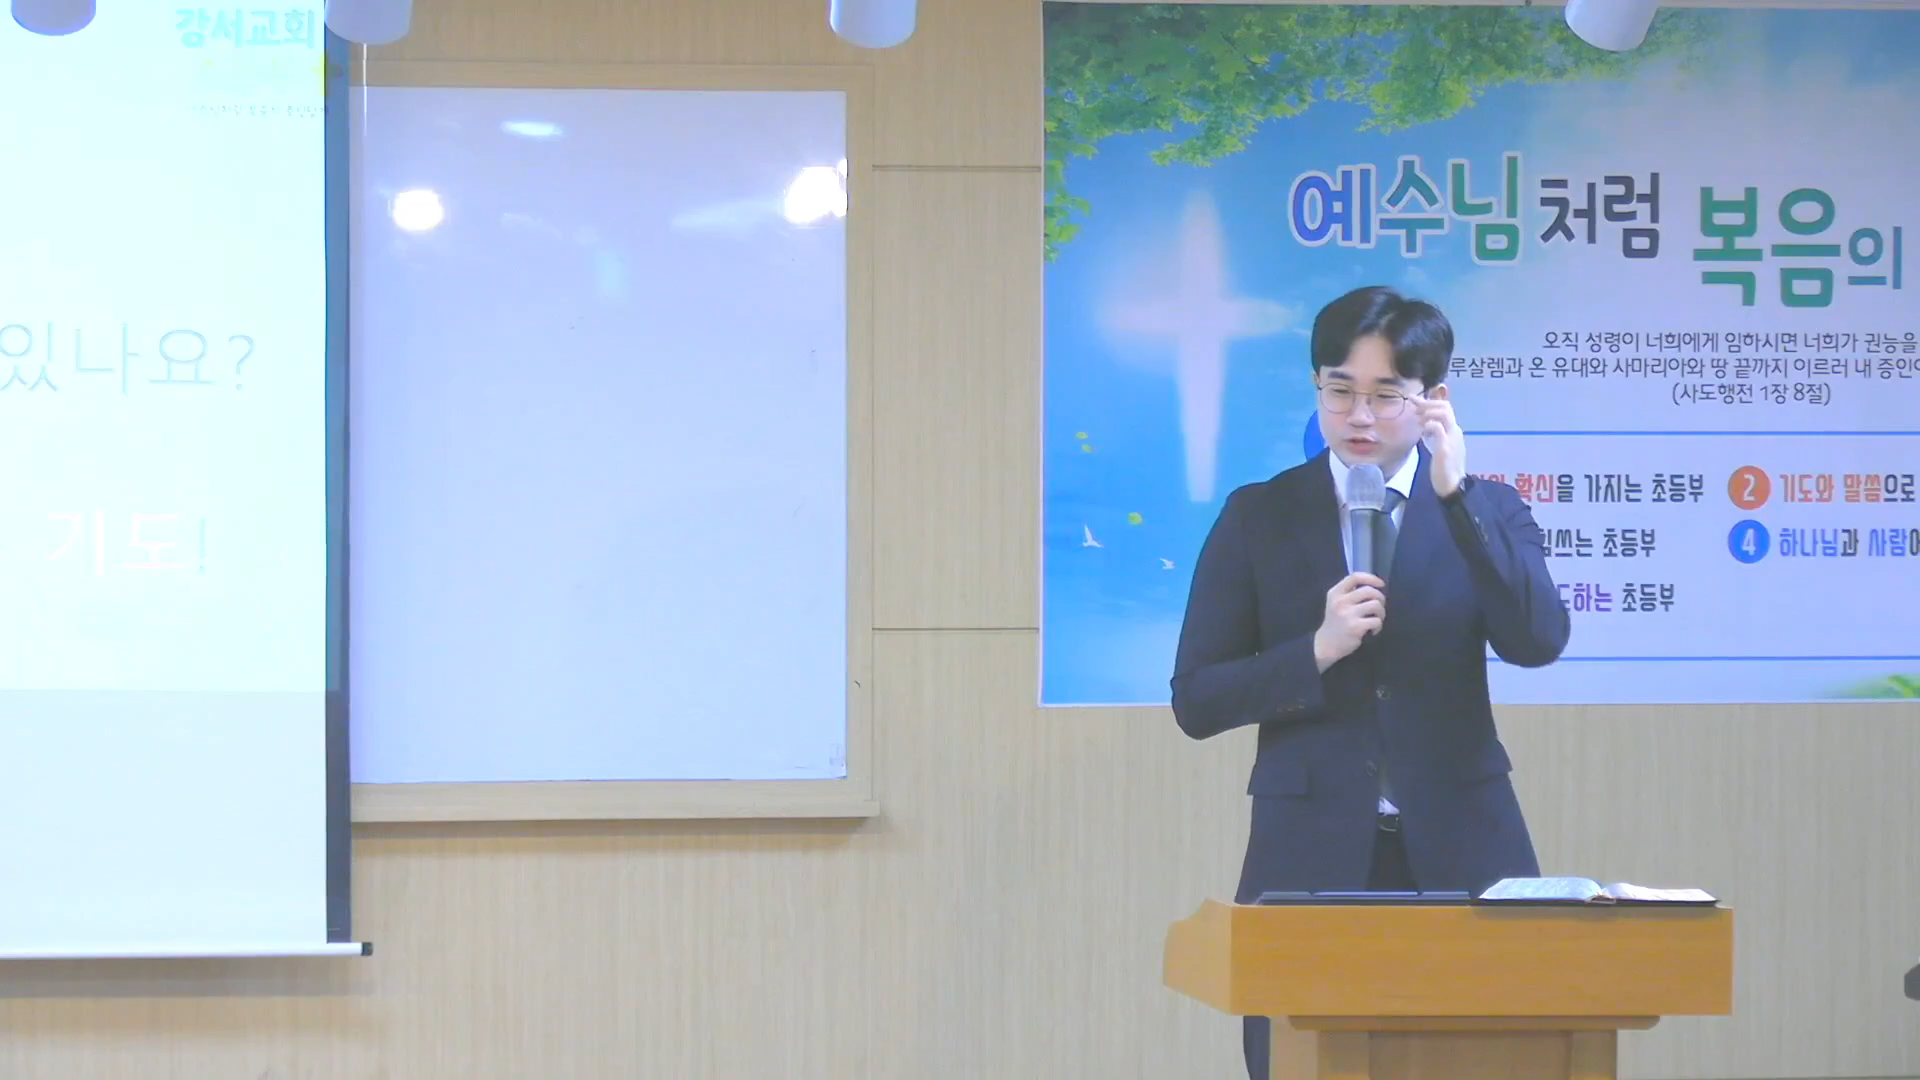 강서교회
있나요?
기도!
예수님처럼 복음의
오직 성령이 너희에게 임하시면 너희가 권능을
루살렘과 온 유대와 사마리아와 땅 끝까지 이르러 내 증인이
(사도행전 1장 8절)
확신을 가지는 초등부
2 기도와 말씀으로
힘쓰는 초등부
4 하나님과 사람에
도하는 초등부